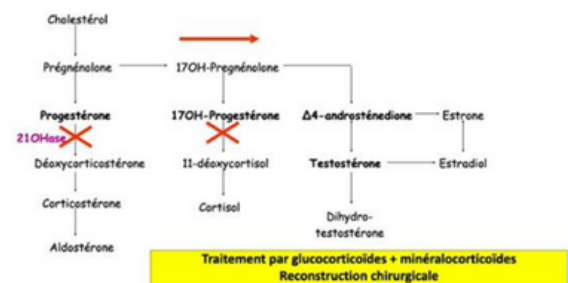 Cholestérol
Prégnénolone
17OH-Pregnénolone
Progestérone
17OH-Progestérone
Δ4-androsténedione
Estrone
21OHase
Déoxycorticostérone
11-déoxycortisol
Testostérone
Estradiol
Corticostérone
Cortisol
Dihydro-
testostérone
Aldostérone
Traitement par glucocorticoïdes + minéralocorticoïdes
Reconstruction chirurgicale